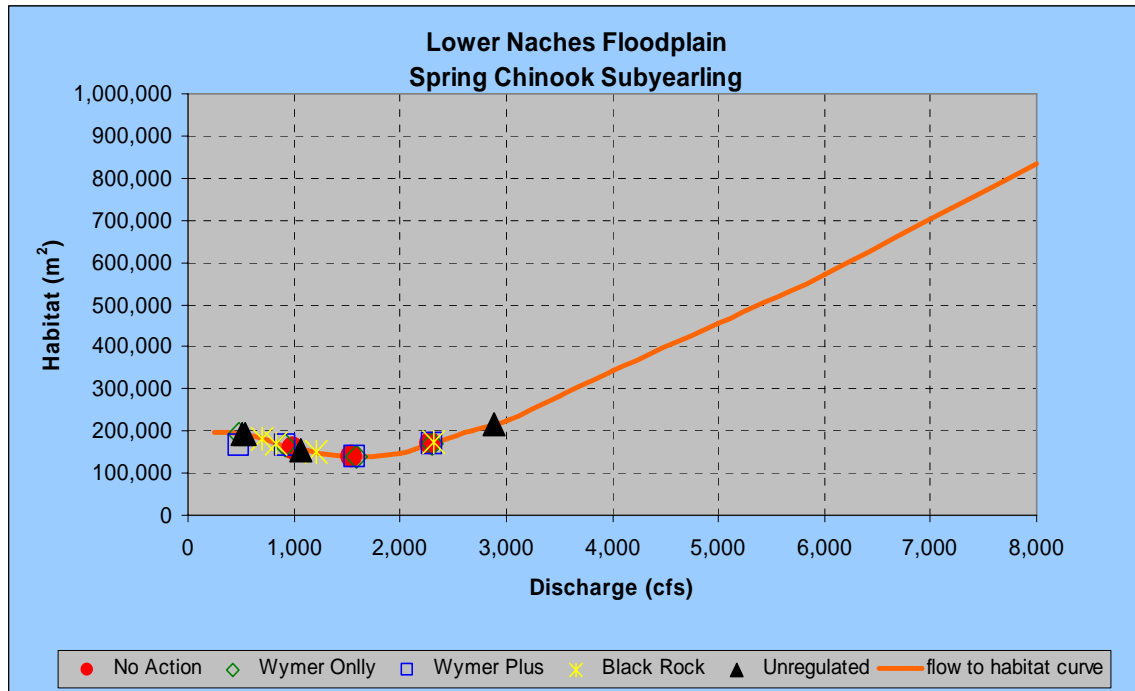 Lower Naches Floodplain
Spring Chinook Subyearling
1,000,000
900,000
800,000
700,000
600,000
500,000
400,000
300,000
200,000
100,000
0
Habitat (m²)
0 1,000 2,000 3,000 4,000 5,000 6,000 7,000 8,000
Discharge (cfs)
No Action Wymer Onlly Wymer Plus Black Rock Unregulated flow to habitat curve